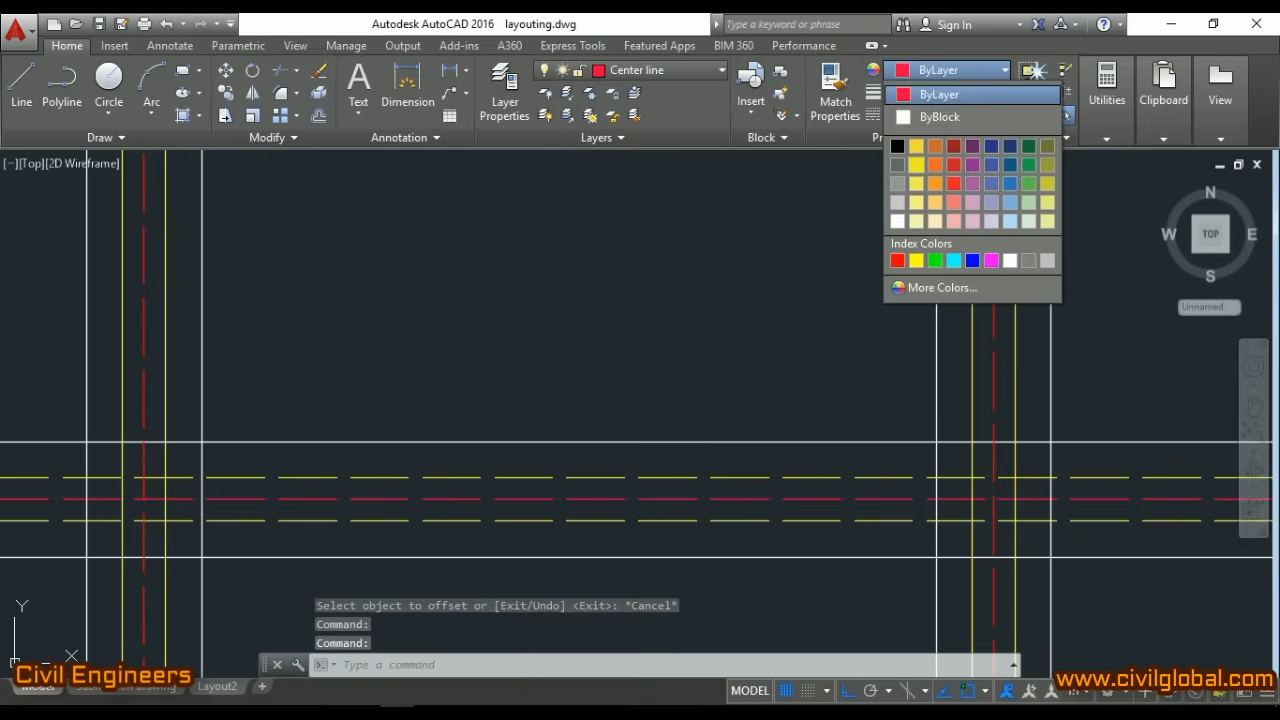 Autodesk AutoCAD 2016 layouting.dwg
Type a keyword or phrase
Sign In
Home Insert Annotate Parametric View Manage Output Add-ins A360 Express Tools Featured Apps BIM 360 Performance
Center line
ByLayer
Line Polyline Circle Arc
Text Dimension
Layer Properties
Insert
Match Properties
Utilities Clipboard View
Draw Modify Annotation Layers Block
ByLayer
ByBlock
Index Colors
More Colors...
[−][Top][2D Wireframe]
N
W TOP E
S
Unnamed
Y
X
Select object to offset or [Exit/Undo] <Exit>: *Cancel*
Command:
Command:
Type a command
Civil Engineers
www.civilglobal.com
Layout2
MODEL